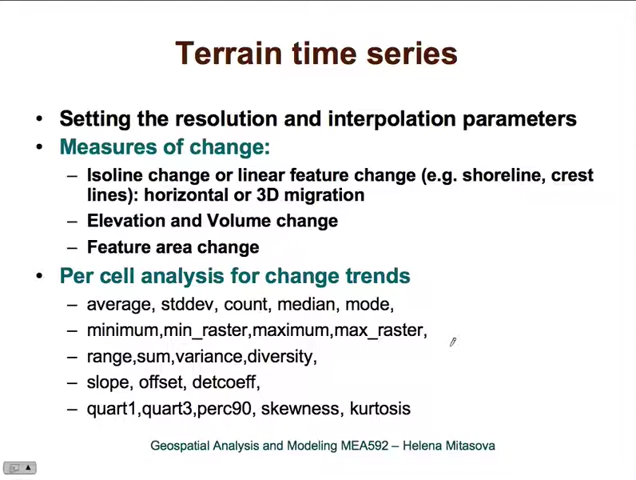 Terrain time series
• Setting the resolution and interpolation parameters
• Measures of change:
– Isoline change or linear feature change (e.g. shoreline, crest
lines): horizontal or 3D migration
– Elevation and Volume change
– Feature area change
• Per cell analysis for change trends
– average, stddev, count, median, mode,
– minimum,min_raster,maximum,max_raster,
– range,sum,variance,diversity,
– slope, offset, detcoeff,
– quart1,quart3,perc90, skewness, kurtosis
Geospatial Analysis and Modeling MEA592 – Helena Mitasova